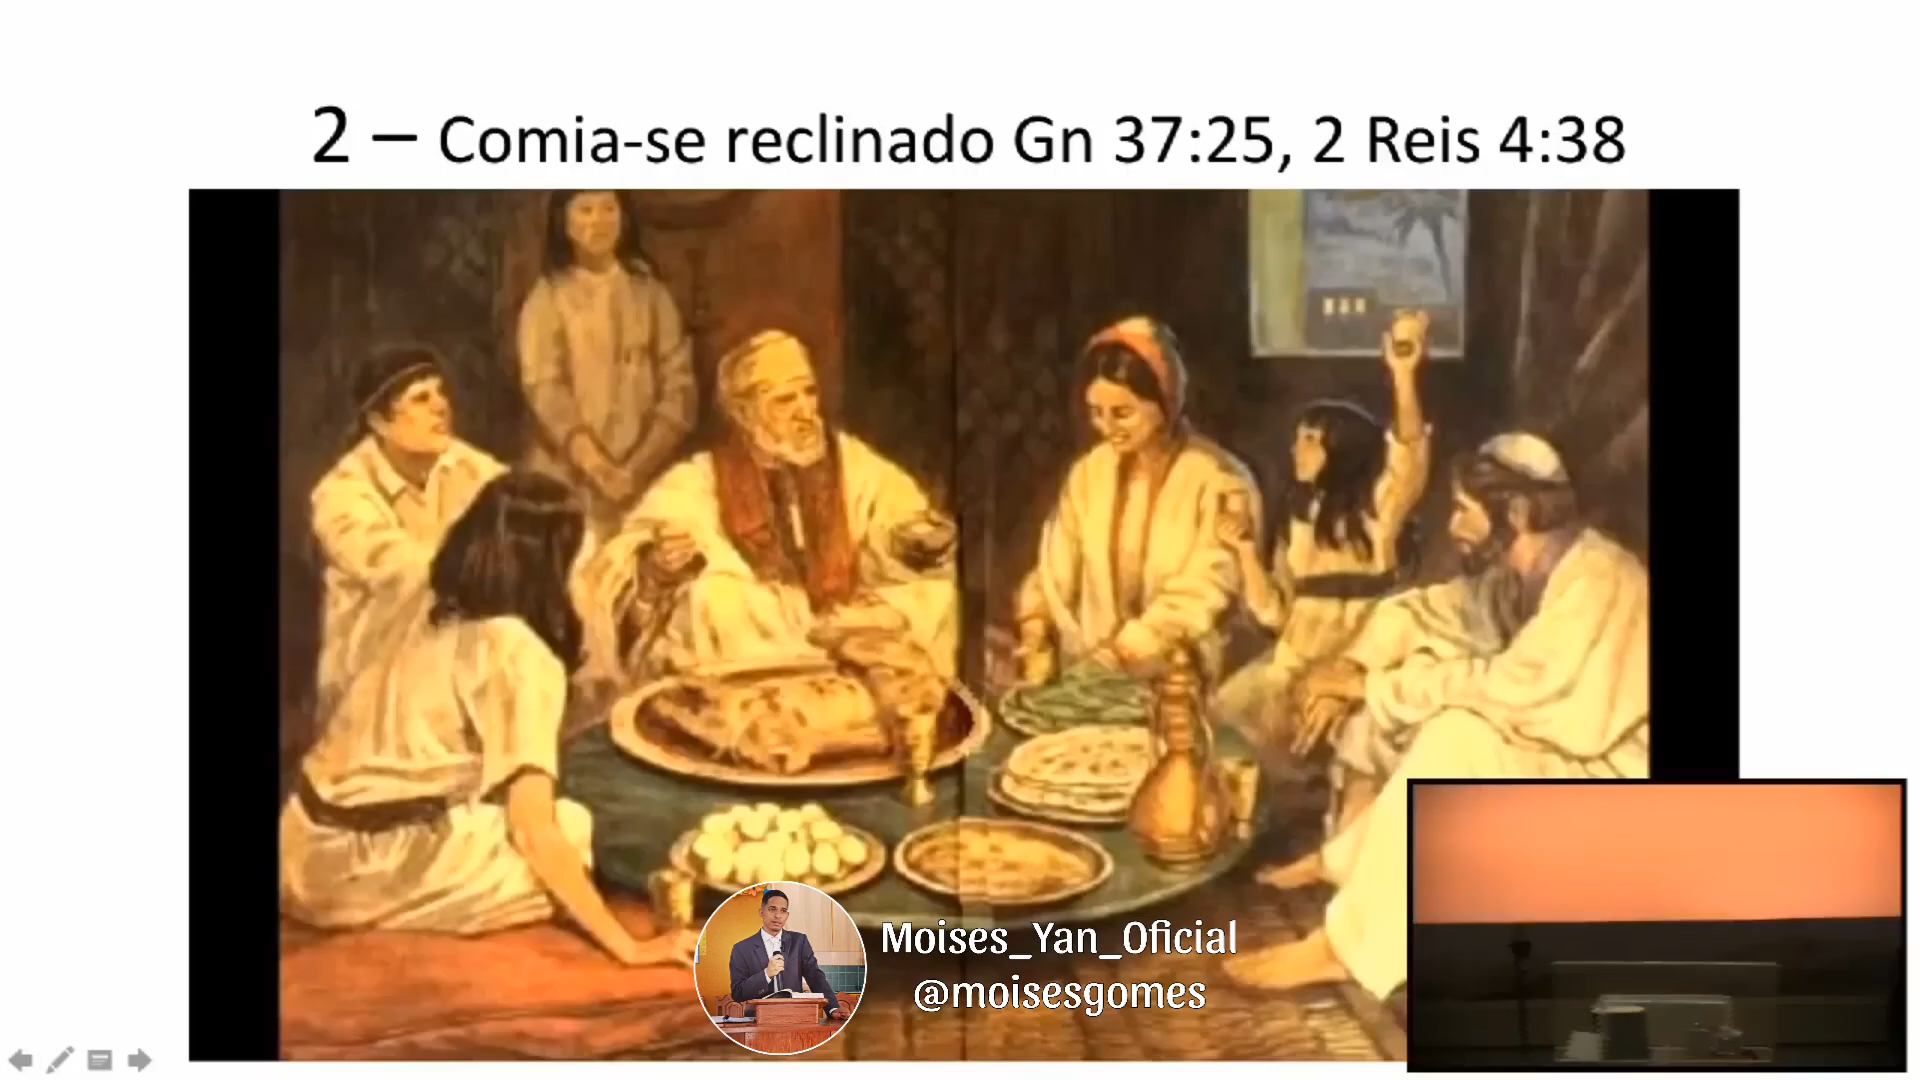 2 – Comia-se reclinado Gn 37:25, 2 Reis 4:38
Moises_Yan_Oficial
@moisesgomes